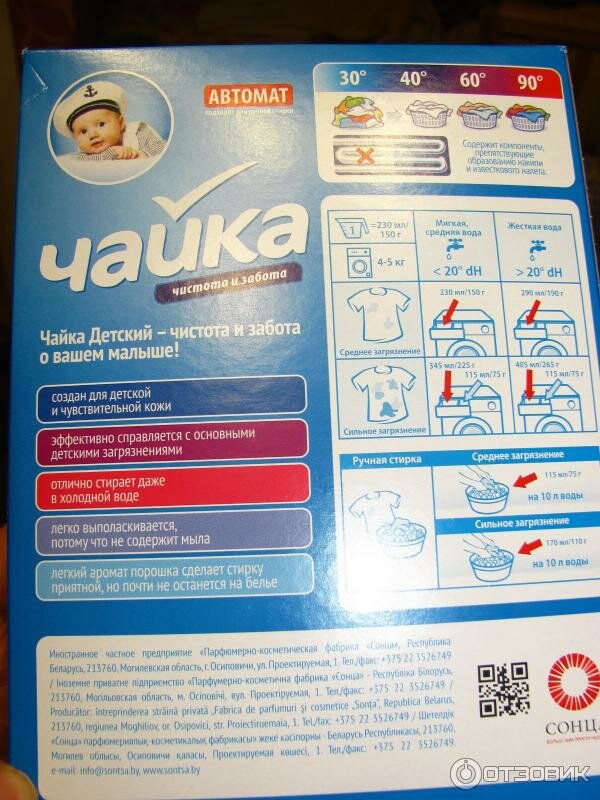 АВТОМАТ
подходит для ручной стирки
30° 40° 60° 90°
Содержит компоненты,
препятствующие
образованию накипи
и известкового налета.
чайка
чистота и забота
Чайка Детский – чистота и забота
о вашем малыше!
создан для детской
и чувствительной кожи
эффективно справляется с основными
детскими загрязнениями
отлично стирает даже
в холодной воде
легко выполаскивается,
потому что не содержит мыла
легкий аромат порошка сделает стирку
приятной, но почти не останется на белье
1 =230 мл/
150 г
4-5 кг
Мягкая,
средняя вода
< 20° dH
Жесткая вода
> 20° dH
230 мл/150 г
290 мл/190 г
Среднее загрязнение
345 мл/225 г
115 мл/75 г
405 мл/265 г
115 мл/75 г
Сильное загрязнение
Ручная стирка
Среднее загрязнение
115 мл/75 г
на 10 л воды
Сильное загрязнение
170 мл/110 г
на 10 л воды
Иностранное частное предприятие «Парфюмерно-косметическая фабрика «Сонца», Республика
Беларусь, 213760, Могилевская область, г. Осиповичи, ул. Проектируемая, 1. Тел./факс: +375 22 3526749
/ Іноземне приватне підприємство «Парфумерно-косметична фабрика «Сонца» - Республіка Білорусь,
213760, Могільовская область, м. Осіповічі, вул. Проектируемая, 1. Тел./факс: +375 22 3526749 /
Producător: întreprinderea străină privată „Fabrica de parfumuri şi cosmetice „Sonţa", Republica Belarus,
213760, regiunea Moghiliov, or. Osipovici, str. Proiectiruemaia, 1. Tel./fax: +375 22 3526749 / Шетелдік
«Сонца» парфюмериялық-косметикалық фабрикасы» жеке кәсіпорны - Беларусь Республикасы, 213760,
Могилев облысы, Осиповичи қаласы, Проектируемая көшесі, 1. тел./факс: +375 22 3526749.
e-mail: info@sontsa.by, www.sontsa.by
СОНЦА
ОТЗОВИК